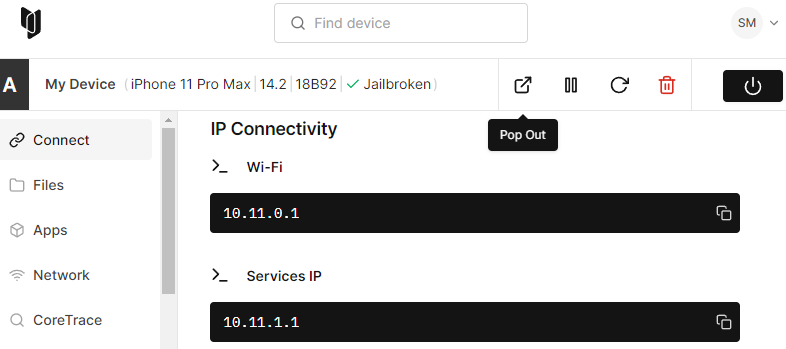 Find device
SM
A
My Device (iPhone 11 Pro Max | 14.2 | 18B92 | ✓ Jailbroken)
Pop Out
Connect
Files
Apps
Network
CoreTrace
IP Connectivity
Wi-Fi
10.11.0.1
Services IP
10.11.1.1